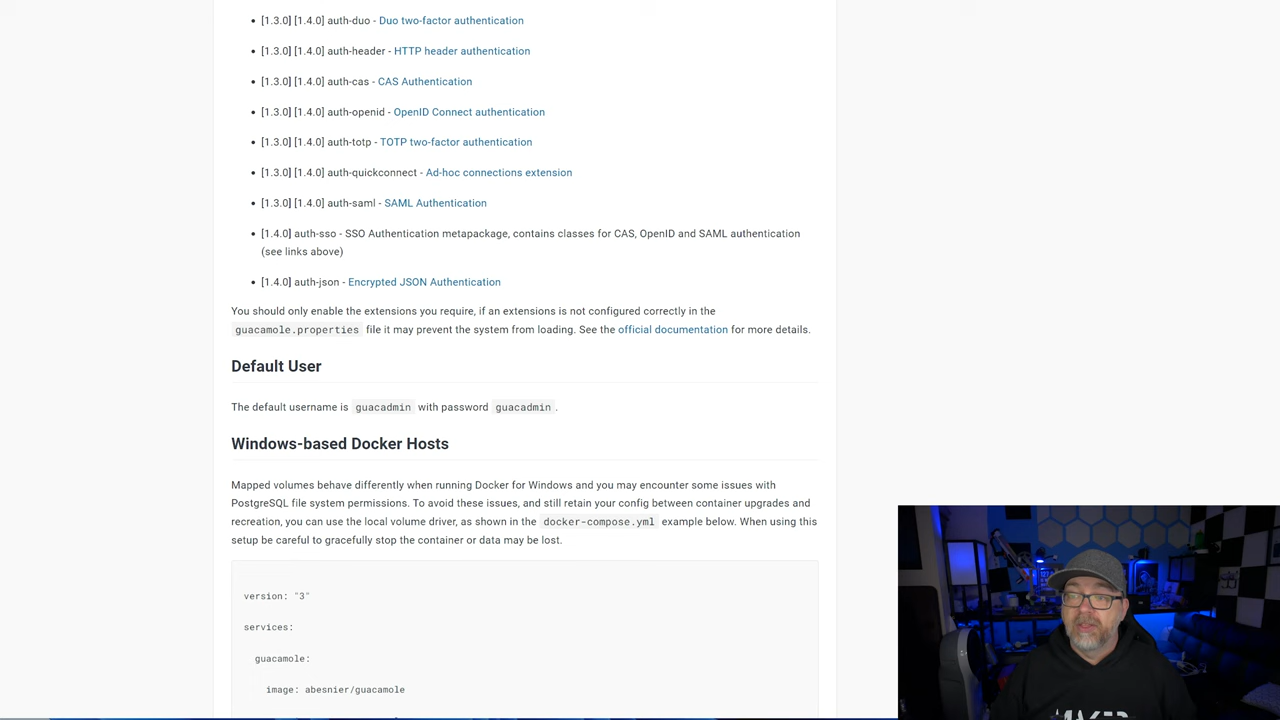 • [1.3.0] [1.4.0] auth-duo - Duo two-factor authentication
• [1.3.0] [1.4.0] auth-header - HTTP header authentication
• [1.3.0] [1.4.0] auth-cas - CAS Authentication
• [1.3.0] [1.4.0] auth-openid - OpenID Connect authentication
• [1.3.0] [1.4.0] auth-totp - TOTP two-factor authentication
• [1.3.0] [1.4.0] auth-quickconnect - Ad-hoc connections extension
• [1.3.0] [1.4.0] auth-saml - SAML Authentication
• [1.4.0] auth-sso - SSO Authentication metapackage, contains classes for CAS, OpenID and SAML authentication
(see links above)
• [1.4.0] auth-json - Encrypted JSON Authentication
You should only enable the extensions you require, if an extensions is not configured correctly in the
guacamole.properties file it may prevent the system from loading. See the official documentation for more details.
Default User
The default username is guacadmin with password guacadmin.
Windows-based Docker Hosts
Mapped volumes behave differently when running Docker for Windows and you may encounter some issues with
PostgreSQL file system permissions. To avoid these issues, and still retain your config between container upgrades and
recreation, you can use the local volume driver, as shown in the docker-compose.yml example below. When using this
setup be careful to gracefully stop the container or data may be lost.
version: "3"
services:
guacamole:
image: abesnier/guacamole